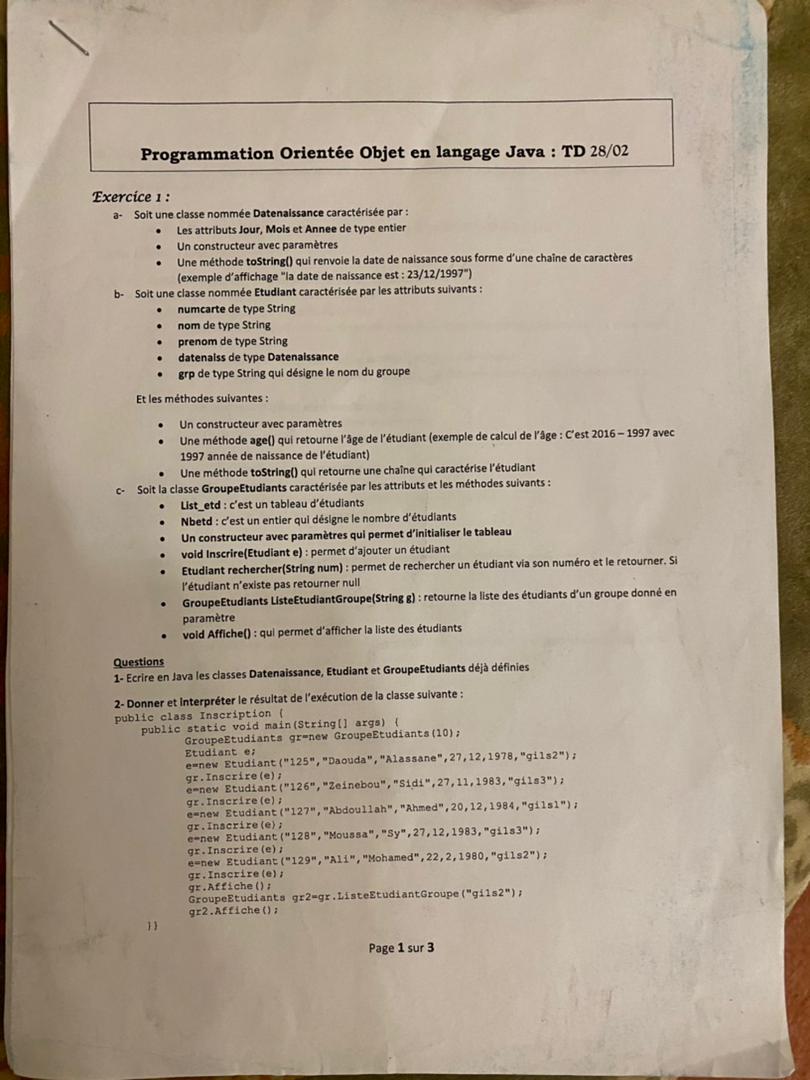 Programmation Orientée Objet en langage Java : TD 28/02
Exercice 1 :
a- Soit une classe nommée Datenaissance caractérisée par :
• Les attributs Jour, Mois et Annee de type entier
• Un constructeur avec paramètres
• Une méthode toString() qui renvoie la date de naissance sous forme d'une chaîne de caractères
(exemple d'affichage "la date de naissance est : 23/12/1997")
b- Soit une classe nommée Etudiant caractérisée par les attributs suivants :
• numcarte de type String
• nom de type String
• prenom de type String
• datenaiss de type Datenaissance
• grp de type String qui désigne le nom du groupe
Et les méthodes suivantes :
• Un constructeur avec paramètres
• Une méthode age() qui retourne l'âge de l'étudiant (exemple de calcul de l'âge : C'est 2016 – 1997 avec
1997 année de naissance de l'étudiant)
• Une méthode toString() qui retourne une chaîne qui caractérise l'étudiant
c- Soit la classe GroupeEtudiants caractérisée par les attributs et les méthodes suivants :
• List_etd : c'est un tableau d'étudiants
• Nbetd : c'est un entier qui désigne le nombre d'étudiants
• Un constructeur avec paramètres qui permet d'initialiser le tableau
• void Inscrire(Etudiant e) : permet d'ajouter un étudiant
• Etudiant rechercher(String num) : permet de rechercher un étudiant via son numéro et le retourner. Si
l'étudiant n'existe pas retourner null
• GroupeEtudiants ListeEtudiantGroupe(String g) : retourne la liste des étudiants d'un groupe donné en
paramètre
• void Affiche() : qui permet d'afficher la liste des étudiants
Questions
1- Ecrire en Java les classes Datenaissance, Etudiant et GroupeEtudiants déjà définies
2- Donner et interpréter le résultat de l'exécution de la classe suivante :
public class Inscription {
public static void main(String[] args) {
GroupeEtudiants gr=new GroupeEtudiants(10);
Etudiant e;
e=new Etudiant("125","Daouda","Alassane",27,12,1978,"gils2");
gr.Inscrire(e);
e=new Etudiant("126","Zeinebou","Sidi",27,11,1983,"gils3");
gr.Inscrire(e);
e=new Etudiant("127","Abdoullah","Ahmed",20,12,1984,"gils1");
gr.Inscrire(e);
e=new Etudiant("128","Moussa","Sy",27,12,1983,"gils3");
gr.Inscrire(e);
e=new Etudiant("129","Ali","Mohamed",22,2,1980,"gils2");
gr.Inscrire(e);
gr.Affiche();
GroupeEtudiants gr2=gr.ListeEtudiantGroupe("gils2");
gr2.Affiche();
}}
Page 1 sur 3